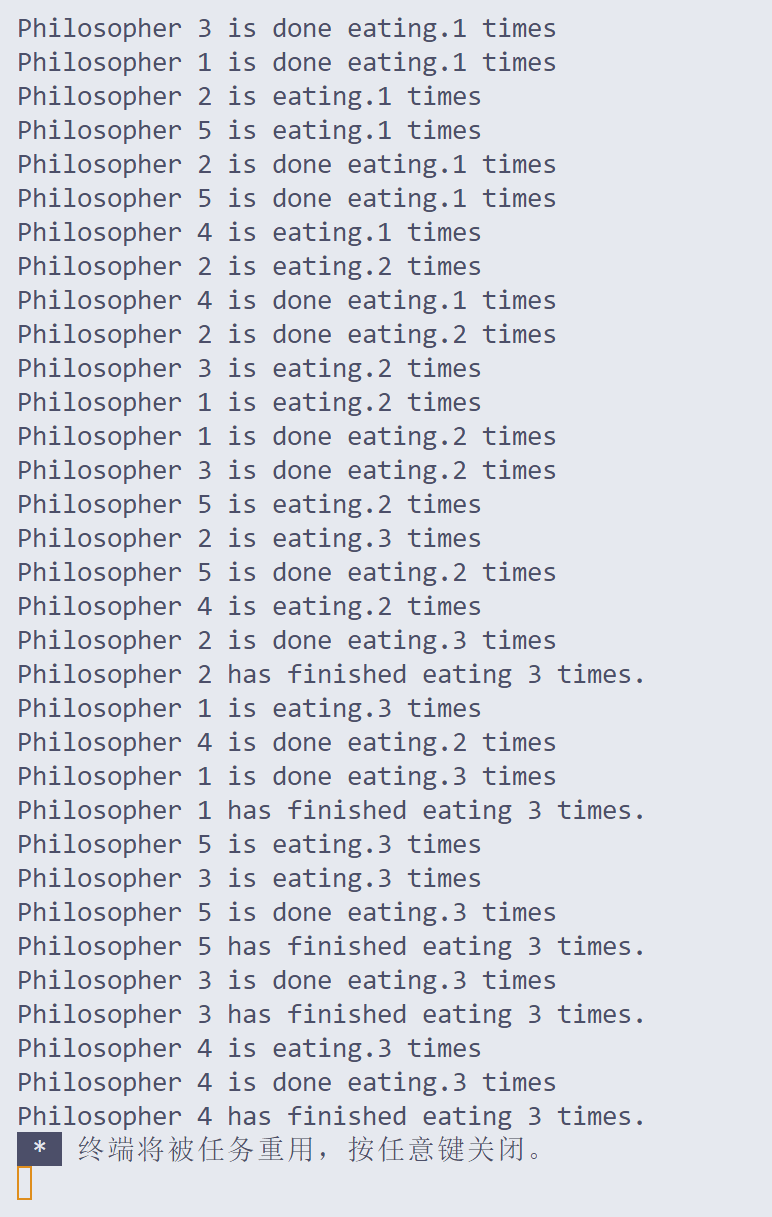 Philosopher 3 is done eating.1 times
Philosopher 1 is done eating.1 times
Philosopher 2 is eating.1 times
Philosopher 5 is eating.1 times
Philosopher 2 is done eating.1 times
Philosopher 5 is done eating.1 times
Philosopher 4 is eating.1 times
Philosopher 2 is eating.2 times
Philosopher 4 is done eating.1 times
Philosopher 2 is done eating.2 times
Philosopher 3 is eating.2 times
Philosopher 1 is eating.2 times
Philosopher 1 is done eating.2 times
Philosopher 3 is done eating.2 times
Philosopher 5 is eating.2 times
Philosopher 2 is eating.3 times
Philosopher 5 is done eating.2 times
Philosopher 4 is eating.2 times
Philosopher 2 is done eating.3 times
Philosopher 2 has finished eating 3 times.
Philosopher 1 is eating.3 times
Philosopher 4 is done eating.2 times
Philosopher 1 is done eating.3 times
Philosopher 1 has finished eating 3 times.
Philosopher 5 is eating.3 times
Philosopher 3 is eating.3 times
Philosopher 5 is done eating.3 times
Philosopher 5 has finished eating 3 times.
Philosopher 3 is done eating.3 times
Philosopher 3 has finished eating 3 times.
Philosopher 4 is eating.3 times
Philosopher 4 is done eating.3 times
Philosopher 4 has finished eating 3 times.
* 终端将被任务重用，按任意键关闭。